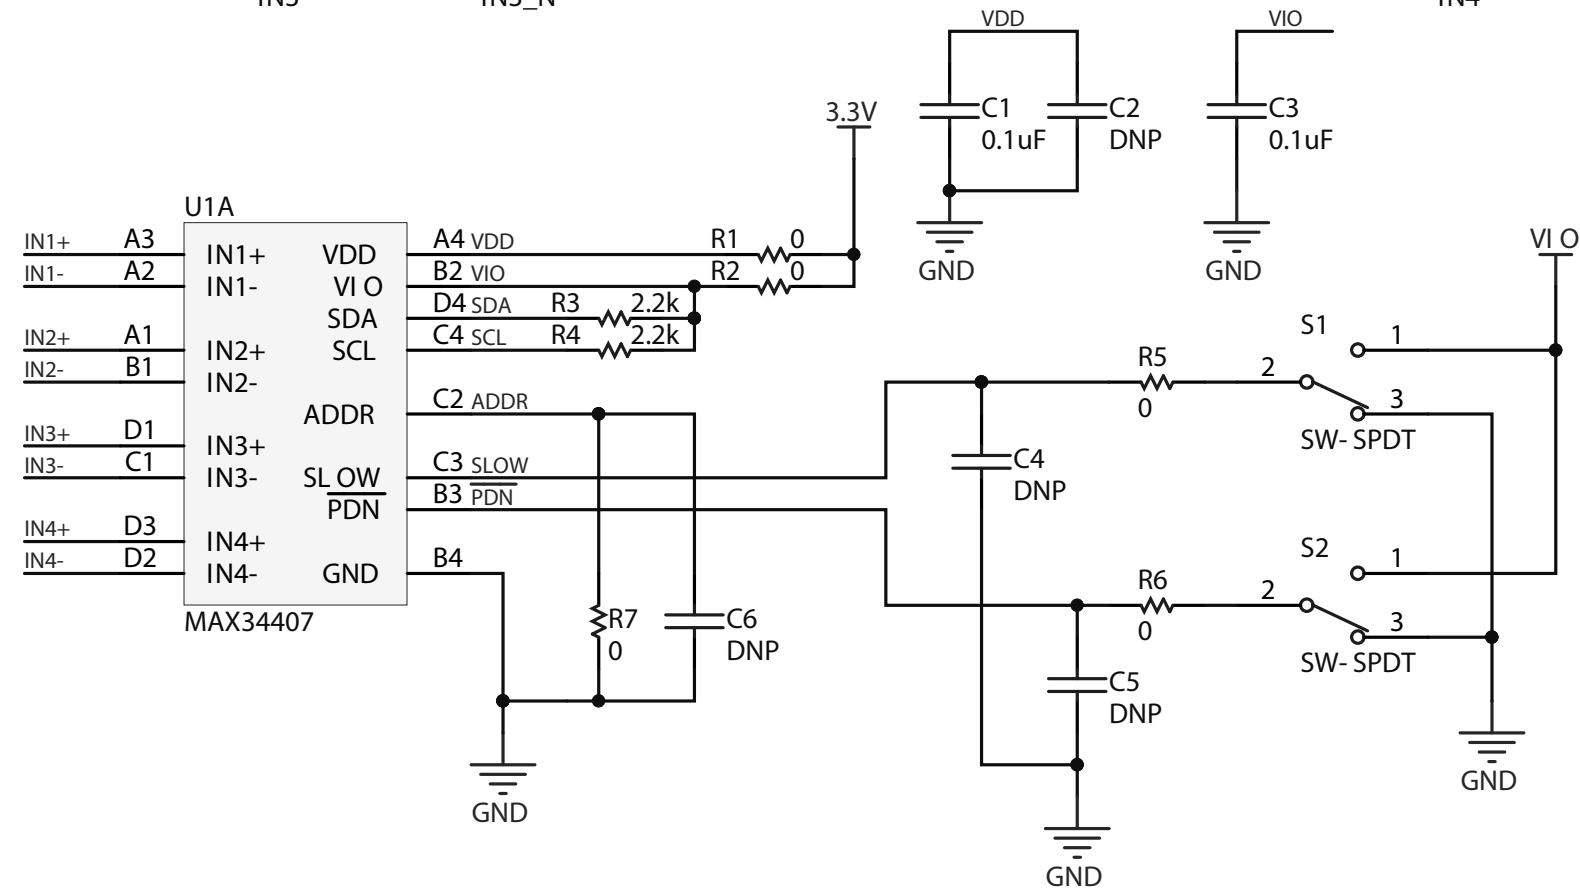 IN3
IN3_N
IN4
VDD
VIO
C1
0.1uF
C2
DNP
C3
0.1uF
3.3V
GND
GND
U1A
IN1+ A3 IN1+ VDD A4 VDD R1 0
IN1- A2 IN1- VI O B2 VIO R2 0
SDA D4 SDA R3 2.2k
IN2+ A1 IN2+ SCL C4 SCL R4 2.2k
IN2- B1 IN2-
ADDR C2 ADDR
IN3+ D1 IN3+
IN3- C1 IN3- SL OW C3 SLOW
PDN B3 PDN
IN4+ D3 IN4+
IN4- D2 IN4- GND B4
MAX34407
R7
0
C6
DNP
GND
VI O
S1
1
R5
0
2
3
SW- SPDT
C4
DNP
S2
1
R6
0
2
3
SW- SPDT
C5
DNP
GND
GND